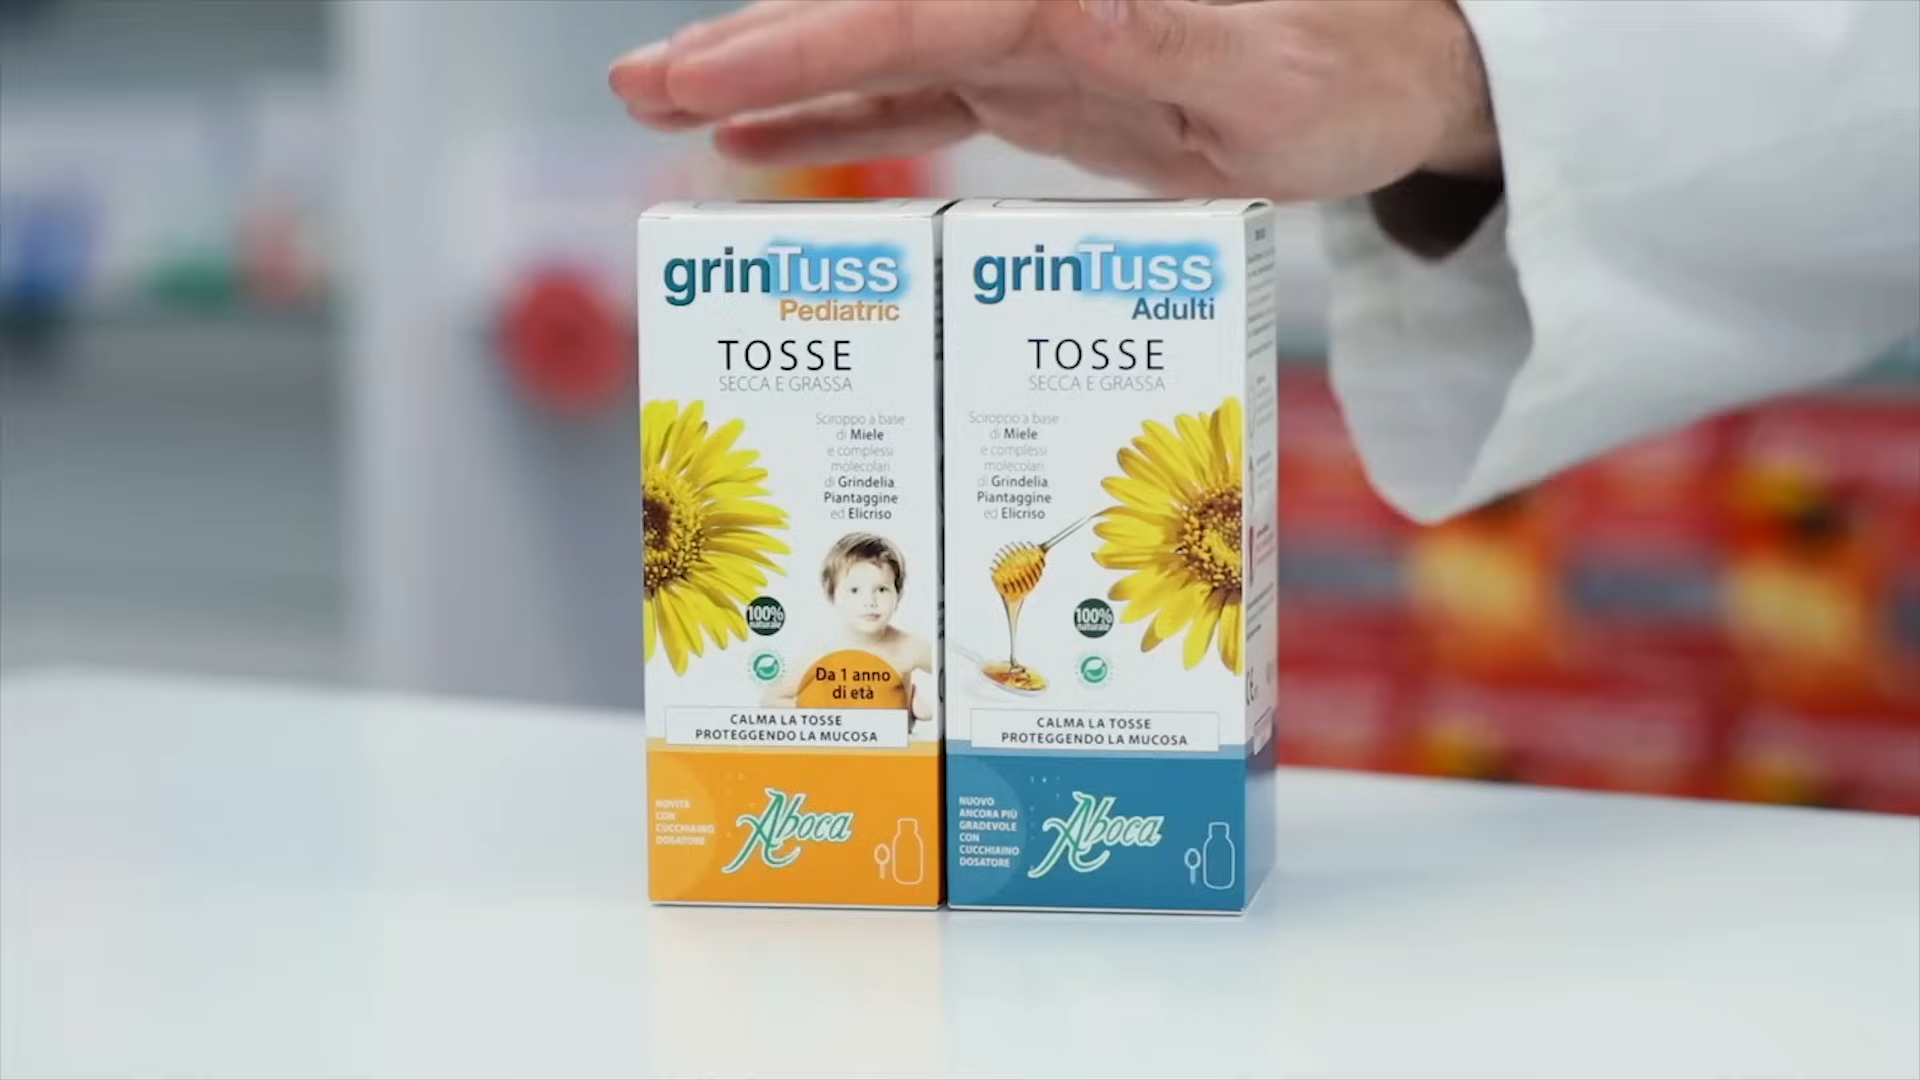 grinTuss
Pediatric
TOSSE
SECCA E GRASSA
Sciroppo a base
di Miele
e complessi
molecolari
di Grindelia
Piantaggine
ed Elicriso
100%
naturale
Da 1 anno
di età
CALMA LA TOSSE
PROTEGGENDO LA MUCOSA
NOVITÀ
CON
CUCCHIAINO
DOSATORE
Aboca
grinTuss
Adulti
TOSSE
SECCA E GRASSA
Sciroppo a base
di Miele
e complessi
molecolari
di Grindelia
Piantaggine
ed Elicriso
100%
naturale
CALMA LA TOSSE
PROTEGGENDO LA MUCOSA
NUOVO
ANCORA PIÙ
GRADEVOLE
CON
CUCCHIAINO
DOSATORE
Aboca
CE